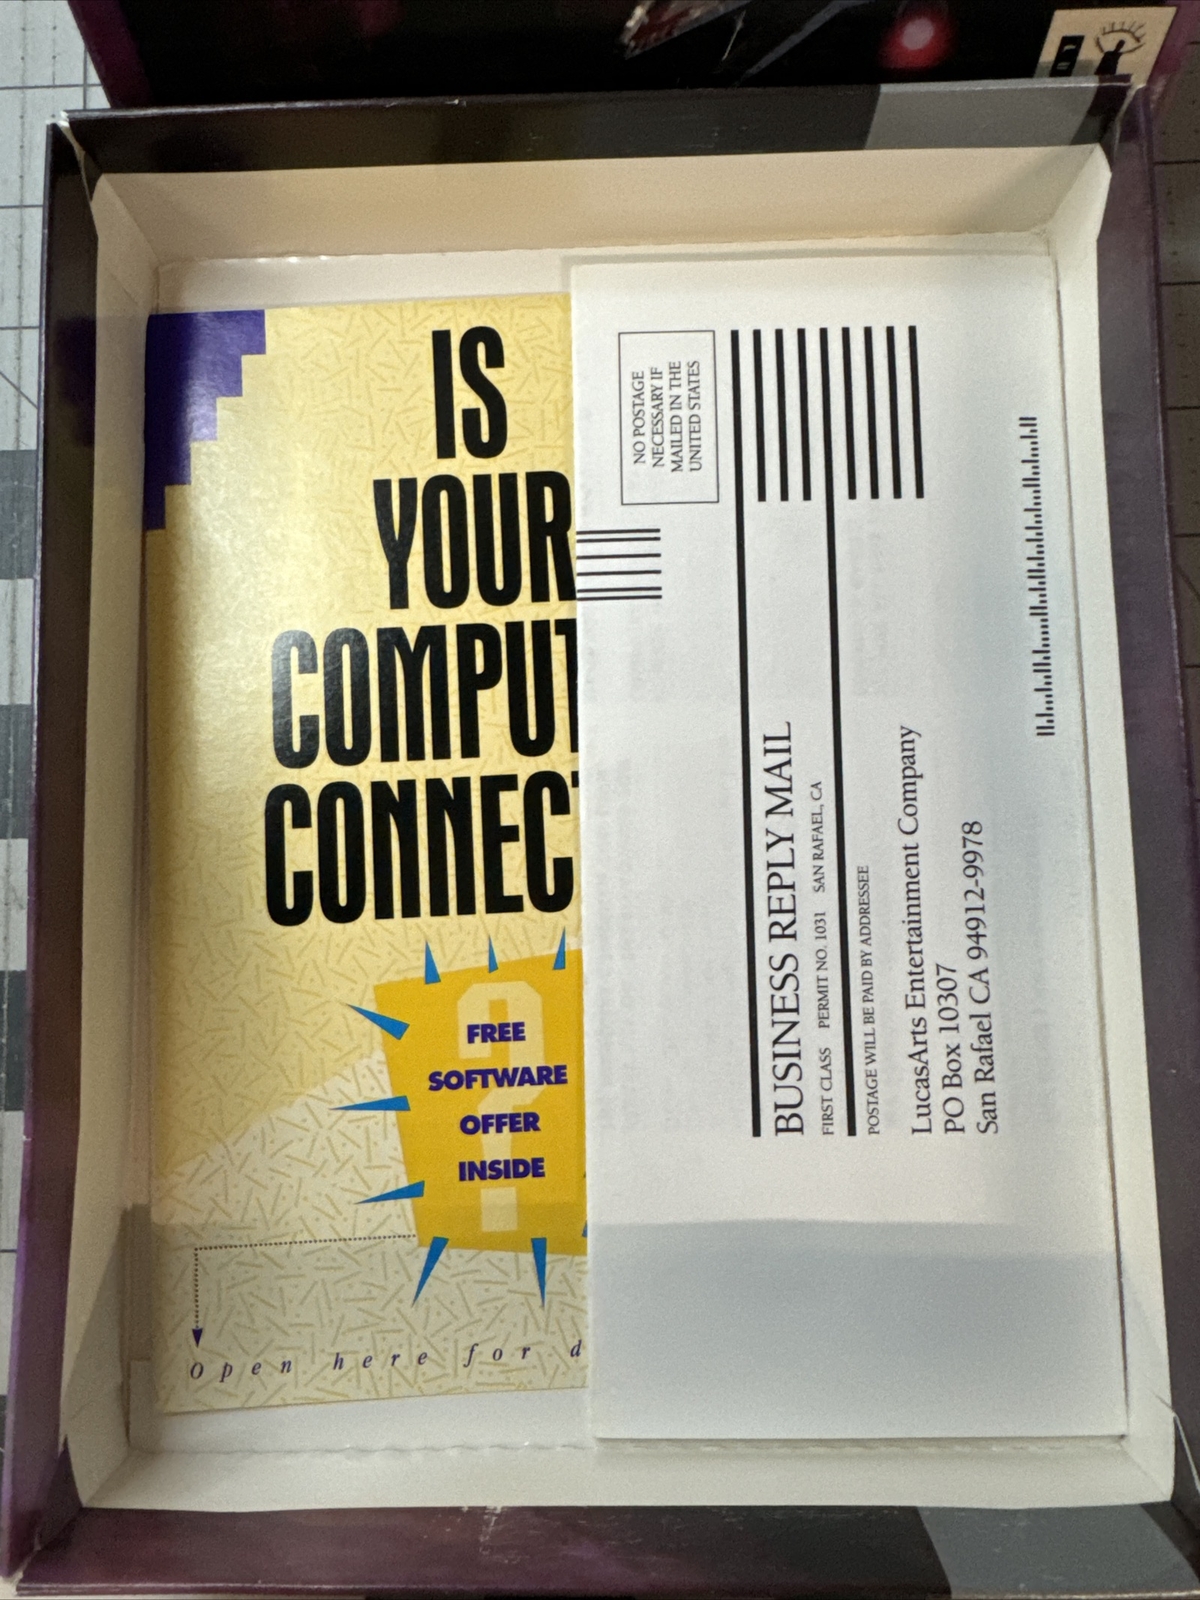 IS
YOUR
COMPUT
CONNECT
FREE
SOFTWARE
OFFER
INSIDE
Open here for d
NO POSTAGE
NECESSARY IF
MAILED IN THE
UNITED STATES
BUSINESS REPLY MAIL
FIRST CLASS PERMIT NO. 1031 SAN RAFAEL, CA
POSTAGE WILL BE PAID BY ADDRESSEE
LucasArts Entertainment Company
PO Box 10307
San Rafael CA 94912-9978